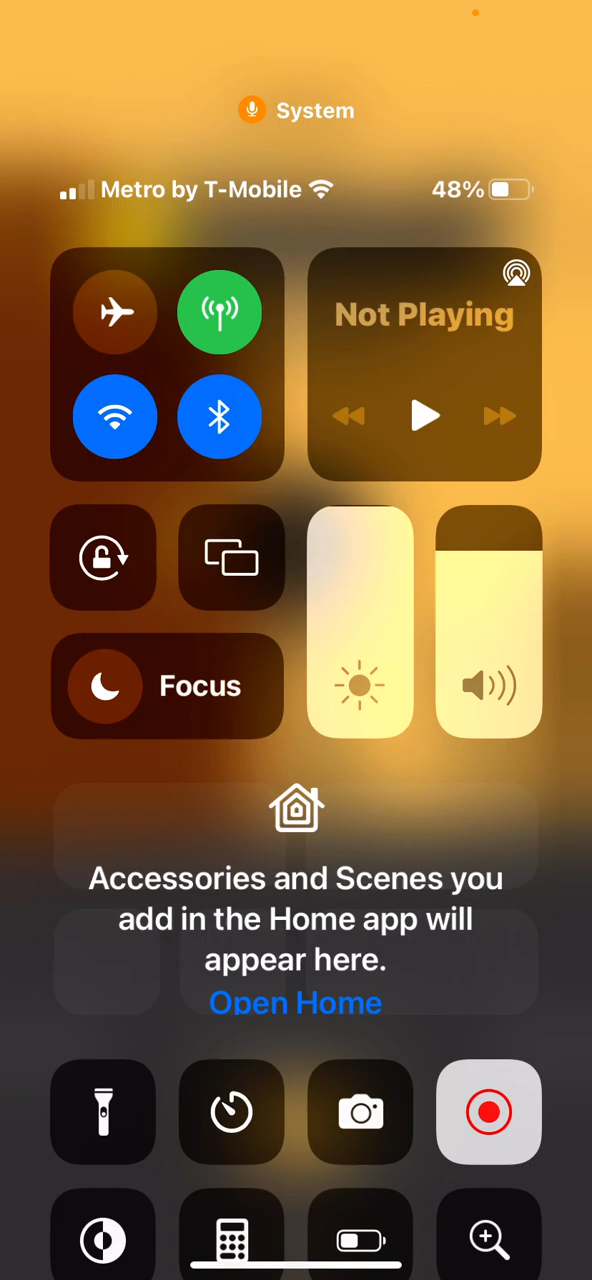 System
Metro by T-Mobile 48%
Not Playing
Focus
Accessories and Scenes you
add in the Home app will
appear here.
Open Home